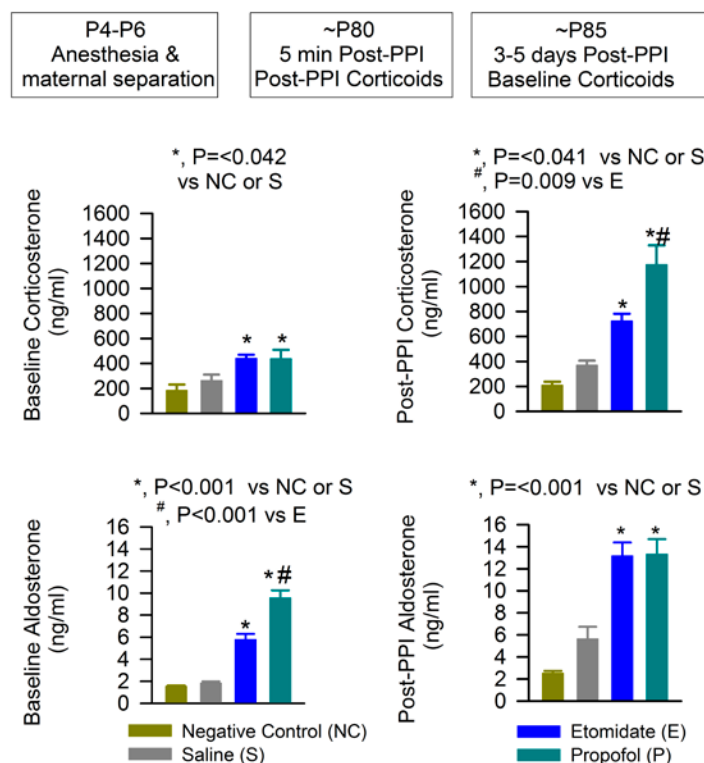 P4-P6
Anesthesia &
maternal separation
~P80
5 min Post-PPI
Post-PPI Corticoids
~P85
3-5 days Post-PPI
Baseline Corticoids
*, P=<0.042
vs NC or S
Baseline Corticosterone
(ng/ml)
1600
1400
1200
1000
800
600
400
200
0
*
*
*, P=<0.041 vs NC or S
#, P=0.009 vs E
Post-PPI Corticosterone
(ng/ml)
1600
1400
1200
1000
800
600
400
200
0
*
*#
*, P<0.001 vs NC or S
#, P<0.001 vs E
Baseline Aldosterone
(ng/ml)
16
14
12
10
8
6
4
2
0
*
*#
*, P=<0.001 vs NC or S
Post-PPI Aldosterone
(ng/ml)
16
14
12
10
8
6
4
2
0
*
*
Negative Control (NC)
Saline (S)
Etomidate (E)
Propofol (P)